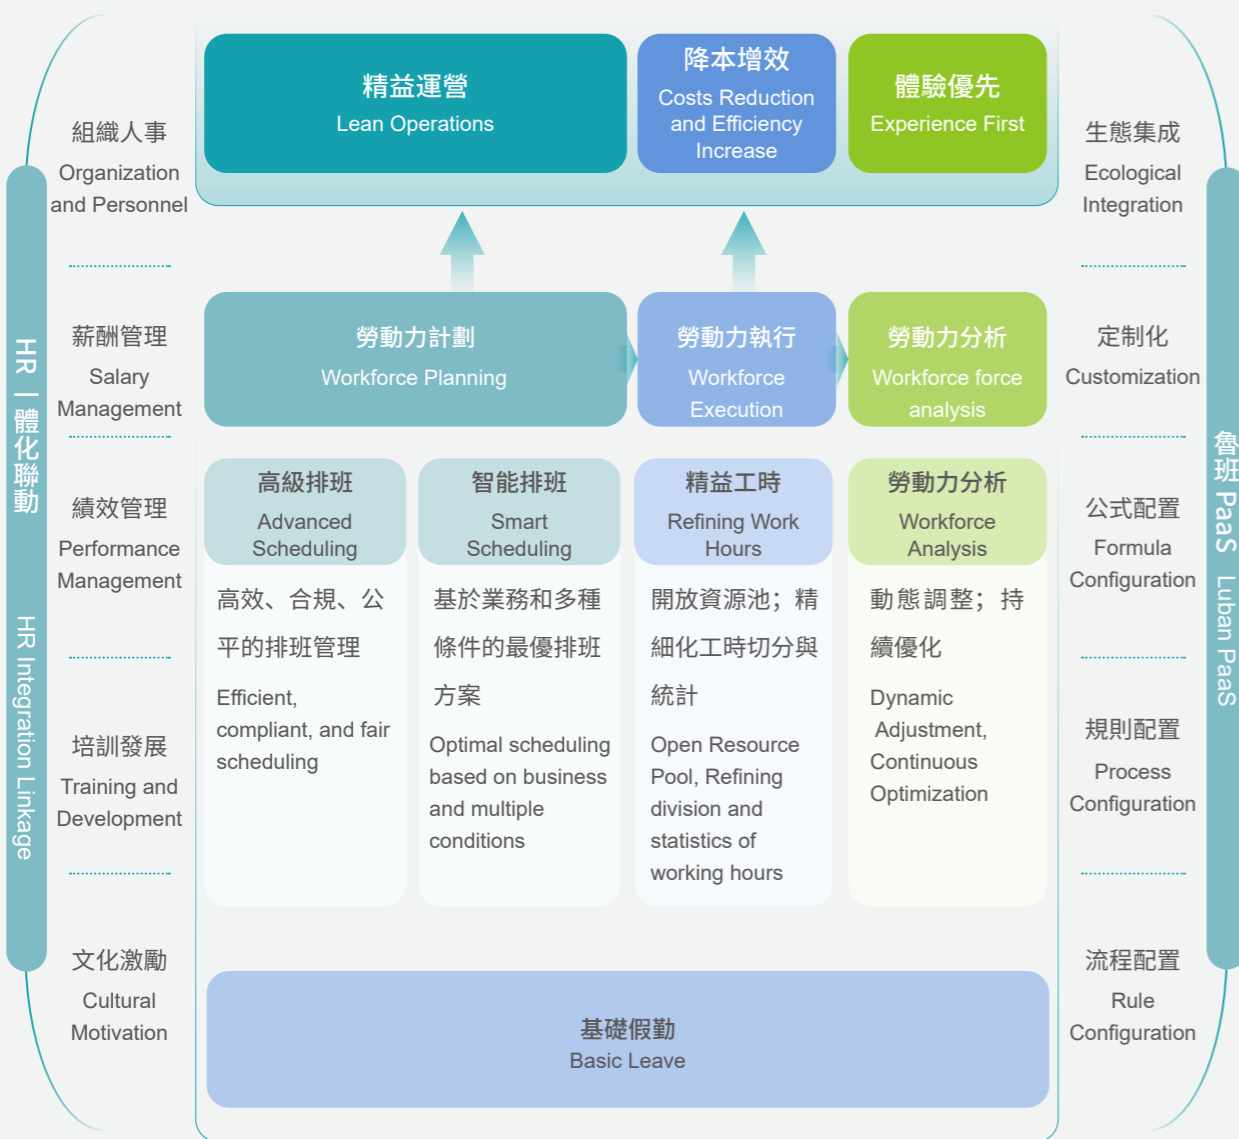 HR 一體化聯動
HR Integration Linkage
組織人事
Organization
and Personnel
薪酬管理
Salary
Management
績效管理
Performance
Management
培訓發展
Training and
Development
文化激勵
Cultural
Motivation
精益運營
Lean Operations
降本增效
Costs Reduction
and Efficiency
Increase
體驗優先
Experience First
勞動力計劃
Workforce Planning
勞動力執行
Workforce
Execution
勞動力分析
Workforce force
analysis
高級排班
Advanced
Scheduling
高效、合規、公
平的排班管理
Efficient,
compliant, and fair
scheduling
智能排班
Smart
Scheduling
基於業務和多種
條件的最優排班
方案
Optimal scheduling
based on business
and multiple
conditions
精益工時
Refining Work
Hours
開放資源池；精
細化工時切分與
統計
Open Resource
Pool, Refining
division and
statistics of
working hours
勞動力分析
Workforce
Analysis
動態調整；持
續優化
Dynamic
Adjustment,
Continuous
Optimization
基礎假勤
Basic Leave
生態集成
Ecological
Integration
定制化
Customization
公式配置
Formula
Configuration
規則配置
Process
Configuration
流程配置
Rule
Configuration
魯班 PaaS
Luban PaaS